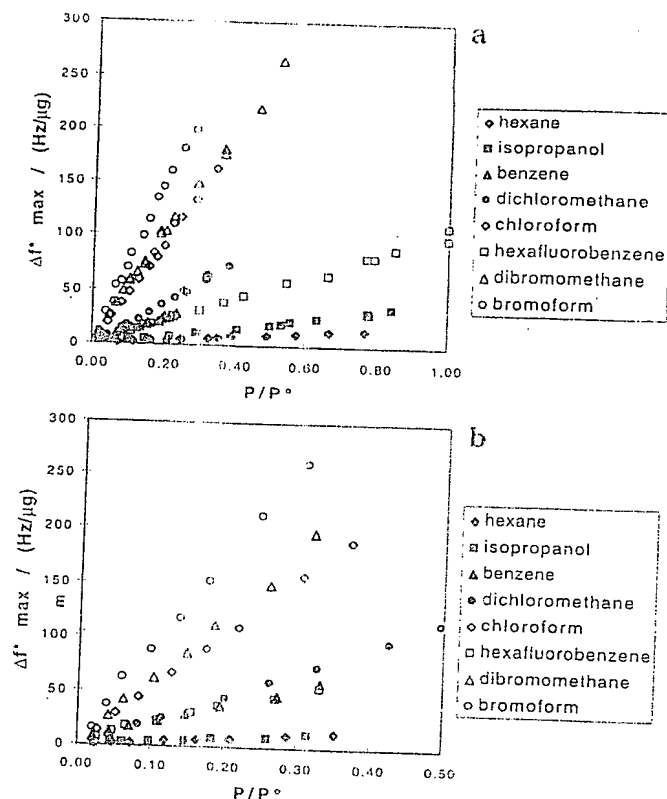 a
300
250
200
150
100
50
0
Δf* max / (Hz/µg)
0.00 0.20 0.40 0.60 0.80 1.00
P/P°
hexane
isopropanol
benzene
dichloromethane
chloroform
hexafluorobenzene
dibromomethane
bromoform
b
300
250
200
150
E
100
50
0
Δf* max / (Hz/µg)
0.00 0.10 0.20 0.30 0.40 0.50
P/P°
hexane
isopropanol
benzene
dichloromethane
chloroform
hexafluorobenzene
dibromomethane
bromoform